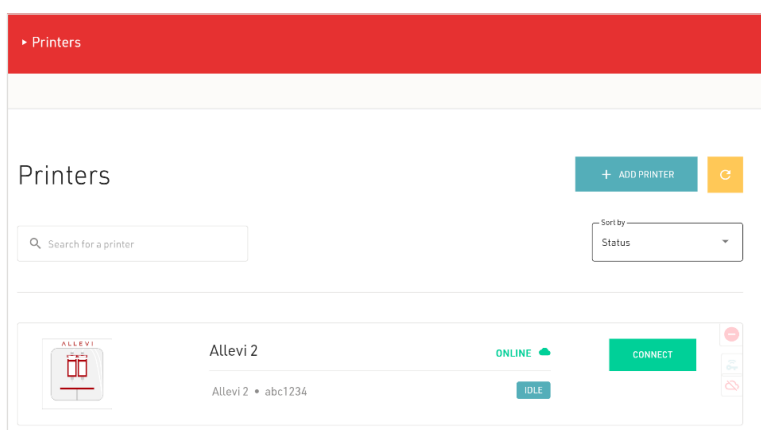 Printers
Printers
+ ADD PRINTER
Search for a printer
Sort by
Status
ALLEVI
Allevi 2
ONLINE
CONNECT
Allevi 2 • abc1234
IDLE